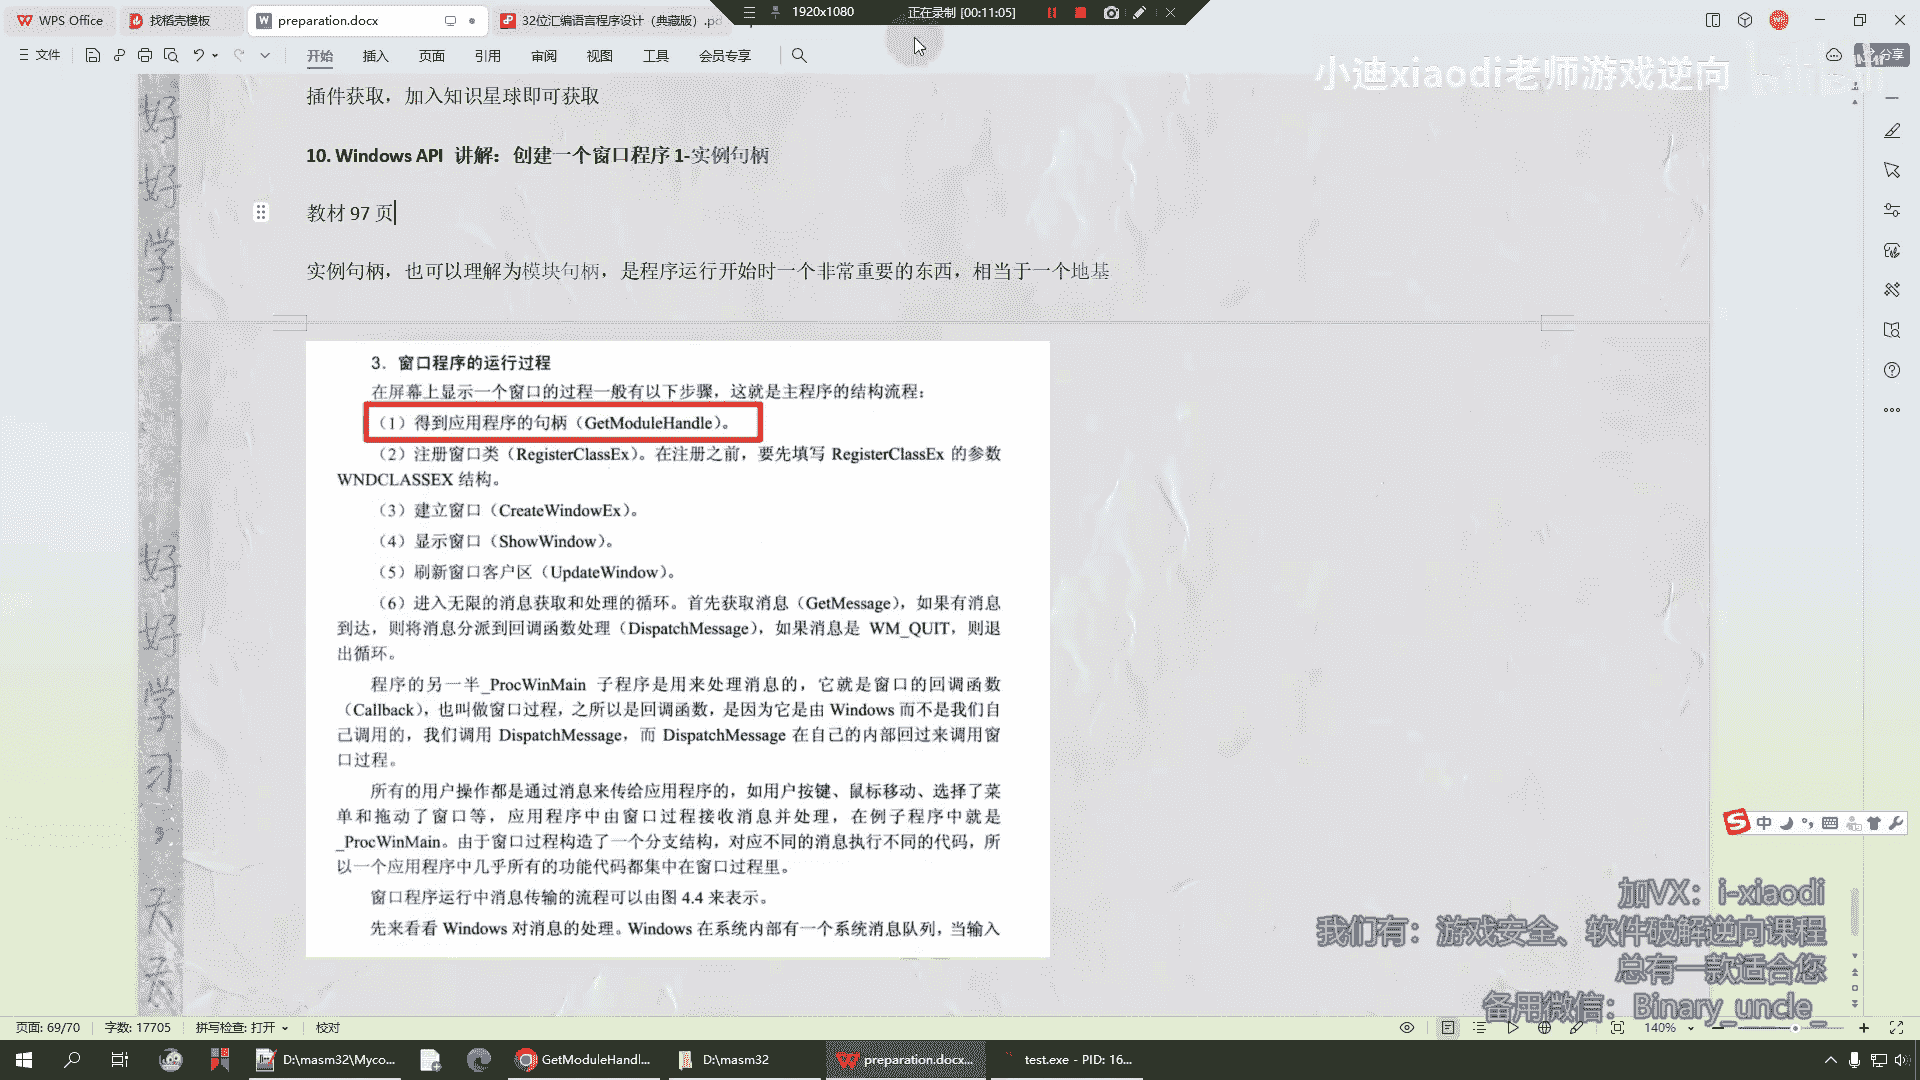 WPS Office
找稻壳模板
preparation.docx
32位汇编语言程序设计（典藏版）.pd
1920x1080
正在录制 [00:11:05]
文件
开始
插入
页面
引用
审阅
视图
工具
会员专享
分享
小迪xiaodi老师游戏逆向
插件获取，加入知识星球即可获取
10. Windows API 讲解：创建一个窗口程序 1-实例句柄
教材 97 页
实例句柄，也可以理解为模块句柄，是程序运行开始时一个非常重要的东西，相当于一个地基
3．窗口程序的运行过程
在屏幕上显示一个窗口的过程一般有以下步骤，这就是主程序的结构流程：
（1）得到应用程序的句柄（GetModuleHandle）。
（2）注册窗口类（RegisterClassEx）。在注册之前，要先填写 RegisterClassEx 的参数
WNDCLASSEX 结构。
（3）建立窗口（CreateWindowEx）。
（4）显示窗口（ShowWindow）。
（5）刷新窗口客户区（UpdateWindow）。
（6）进入无限的消息获取和处理的循环。首先获取消息（GetMessage），如果有消息
到达，则将消息分派到回调函数处理（DispatchMessage），如果消息是 WM_QUIT，则退
出循环。
程序的另一半_ProcWinMain 子程序是用来处理消息的，它就是窗口的回调函数
（Callback），也叫做窗口过程，之所以是回调函数，是因为它是由 Windows 而不是我们自
己调用的，我们调用 DispatchMessage，而 DispatchMessage 在自己的内部回过来调用窗
口过程。
所有的用户操作都是通过消息来传给应用程序的，如用户按键、鼠标移动、选择了菜
单和拖动了窗口等，应用程序中由窗口过程接收消息并处理，在例子程序中就是
_ProcWinMain。由于窗口过程构造了一个分支结构，对应不同的消息执行不同的代码，所
以一个应用程序中几乎所有的功能代码都集中在窗口过程里。
窗口程序运行中消息传输的流程可以由图 4.4 来表示。
先来看看 Windows 对消息的处理。Windows 在系统内部有一个系统消息队列，当输入
好
好
学
习
好
好
学
习
，
天
天
中
加VX：i-xiaodi
我们有：游戏安全、软件破解逆向课程
总有一款适合您
备用微信：Binary_uncle_
页面: 69/70
字数: 17705
拼写检查: 打开
校对
140%
D:\masm32\Myco...
GetModuleHandl...
D:\masm32
preparation.docx...
test.exe - PID: 16...